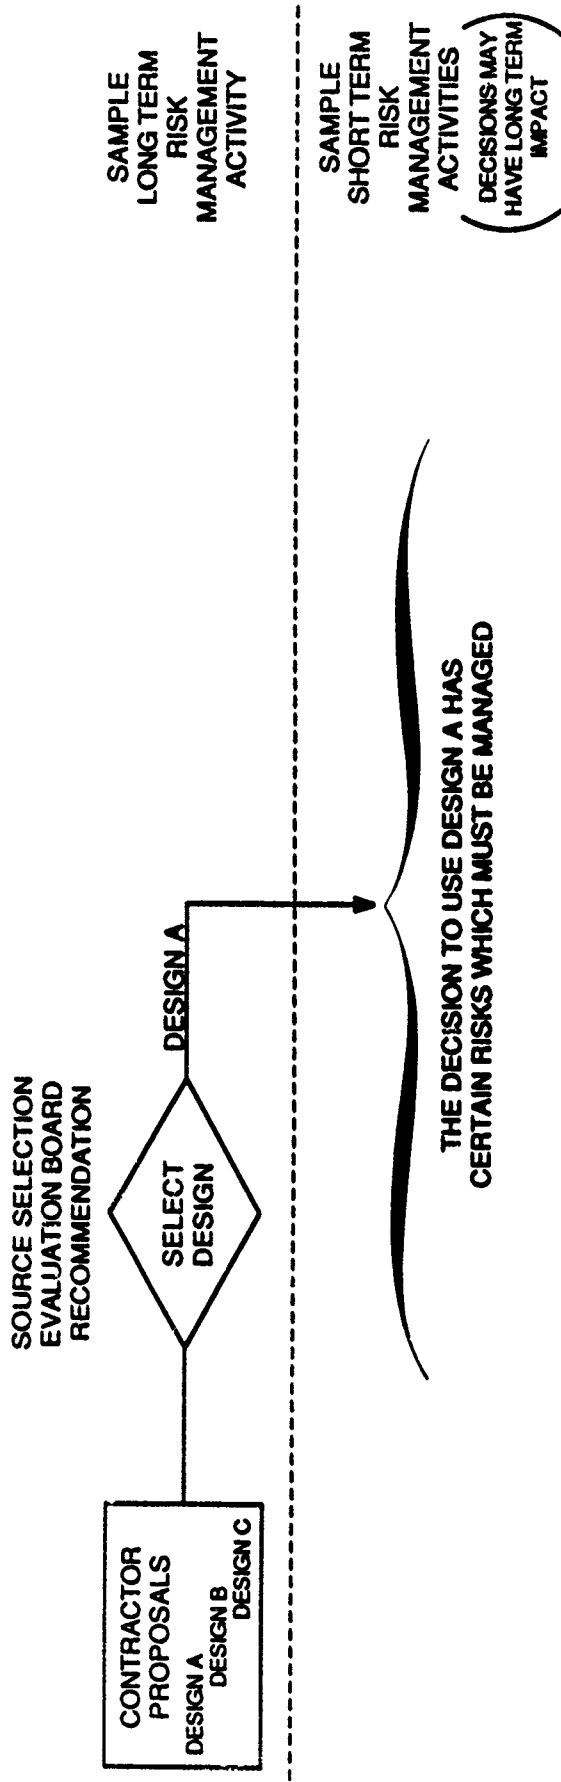 SOURCE SELECTION
EVALUATION BOARD
RECOMMENDATION
CONTRACTOR
PROPOSALS
DESIGN A
DESIGN B
DESIGN C
SELECT
DESIGN
DESIGN A
SAMPLE
LONG TERM
RISK
MANAGEMENT
ACTIVITY
THE DECISION TO USE DESIGN A HAS
CERTAIN RISKS WHICH MUST BE MANAGED
SAMPLE
SHORT TERM
RISK
MANAGEMENT
ACTIVITIES
DECISIONS MAY
HAVE LONG TERM
IMPACT